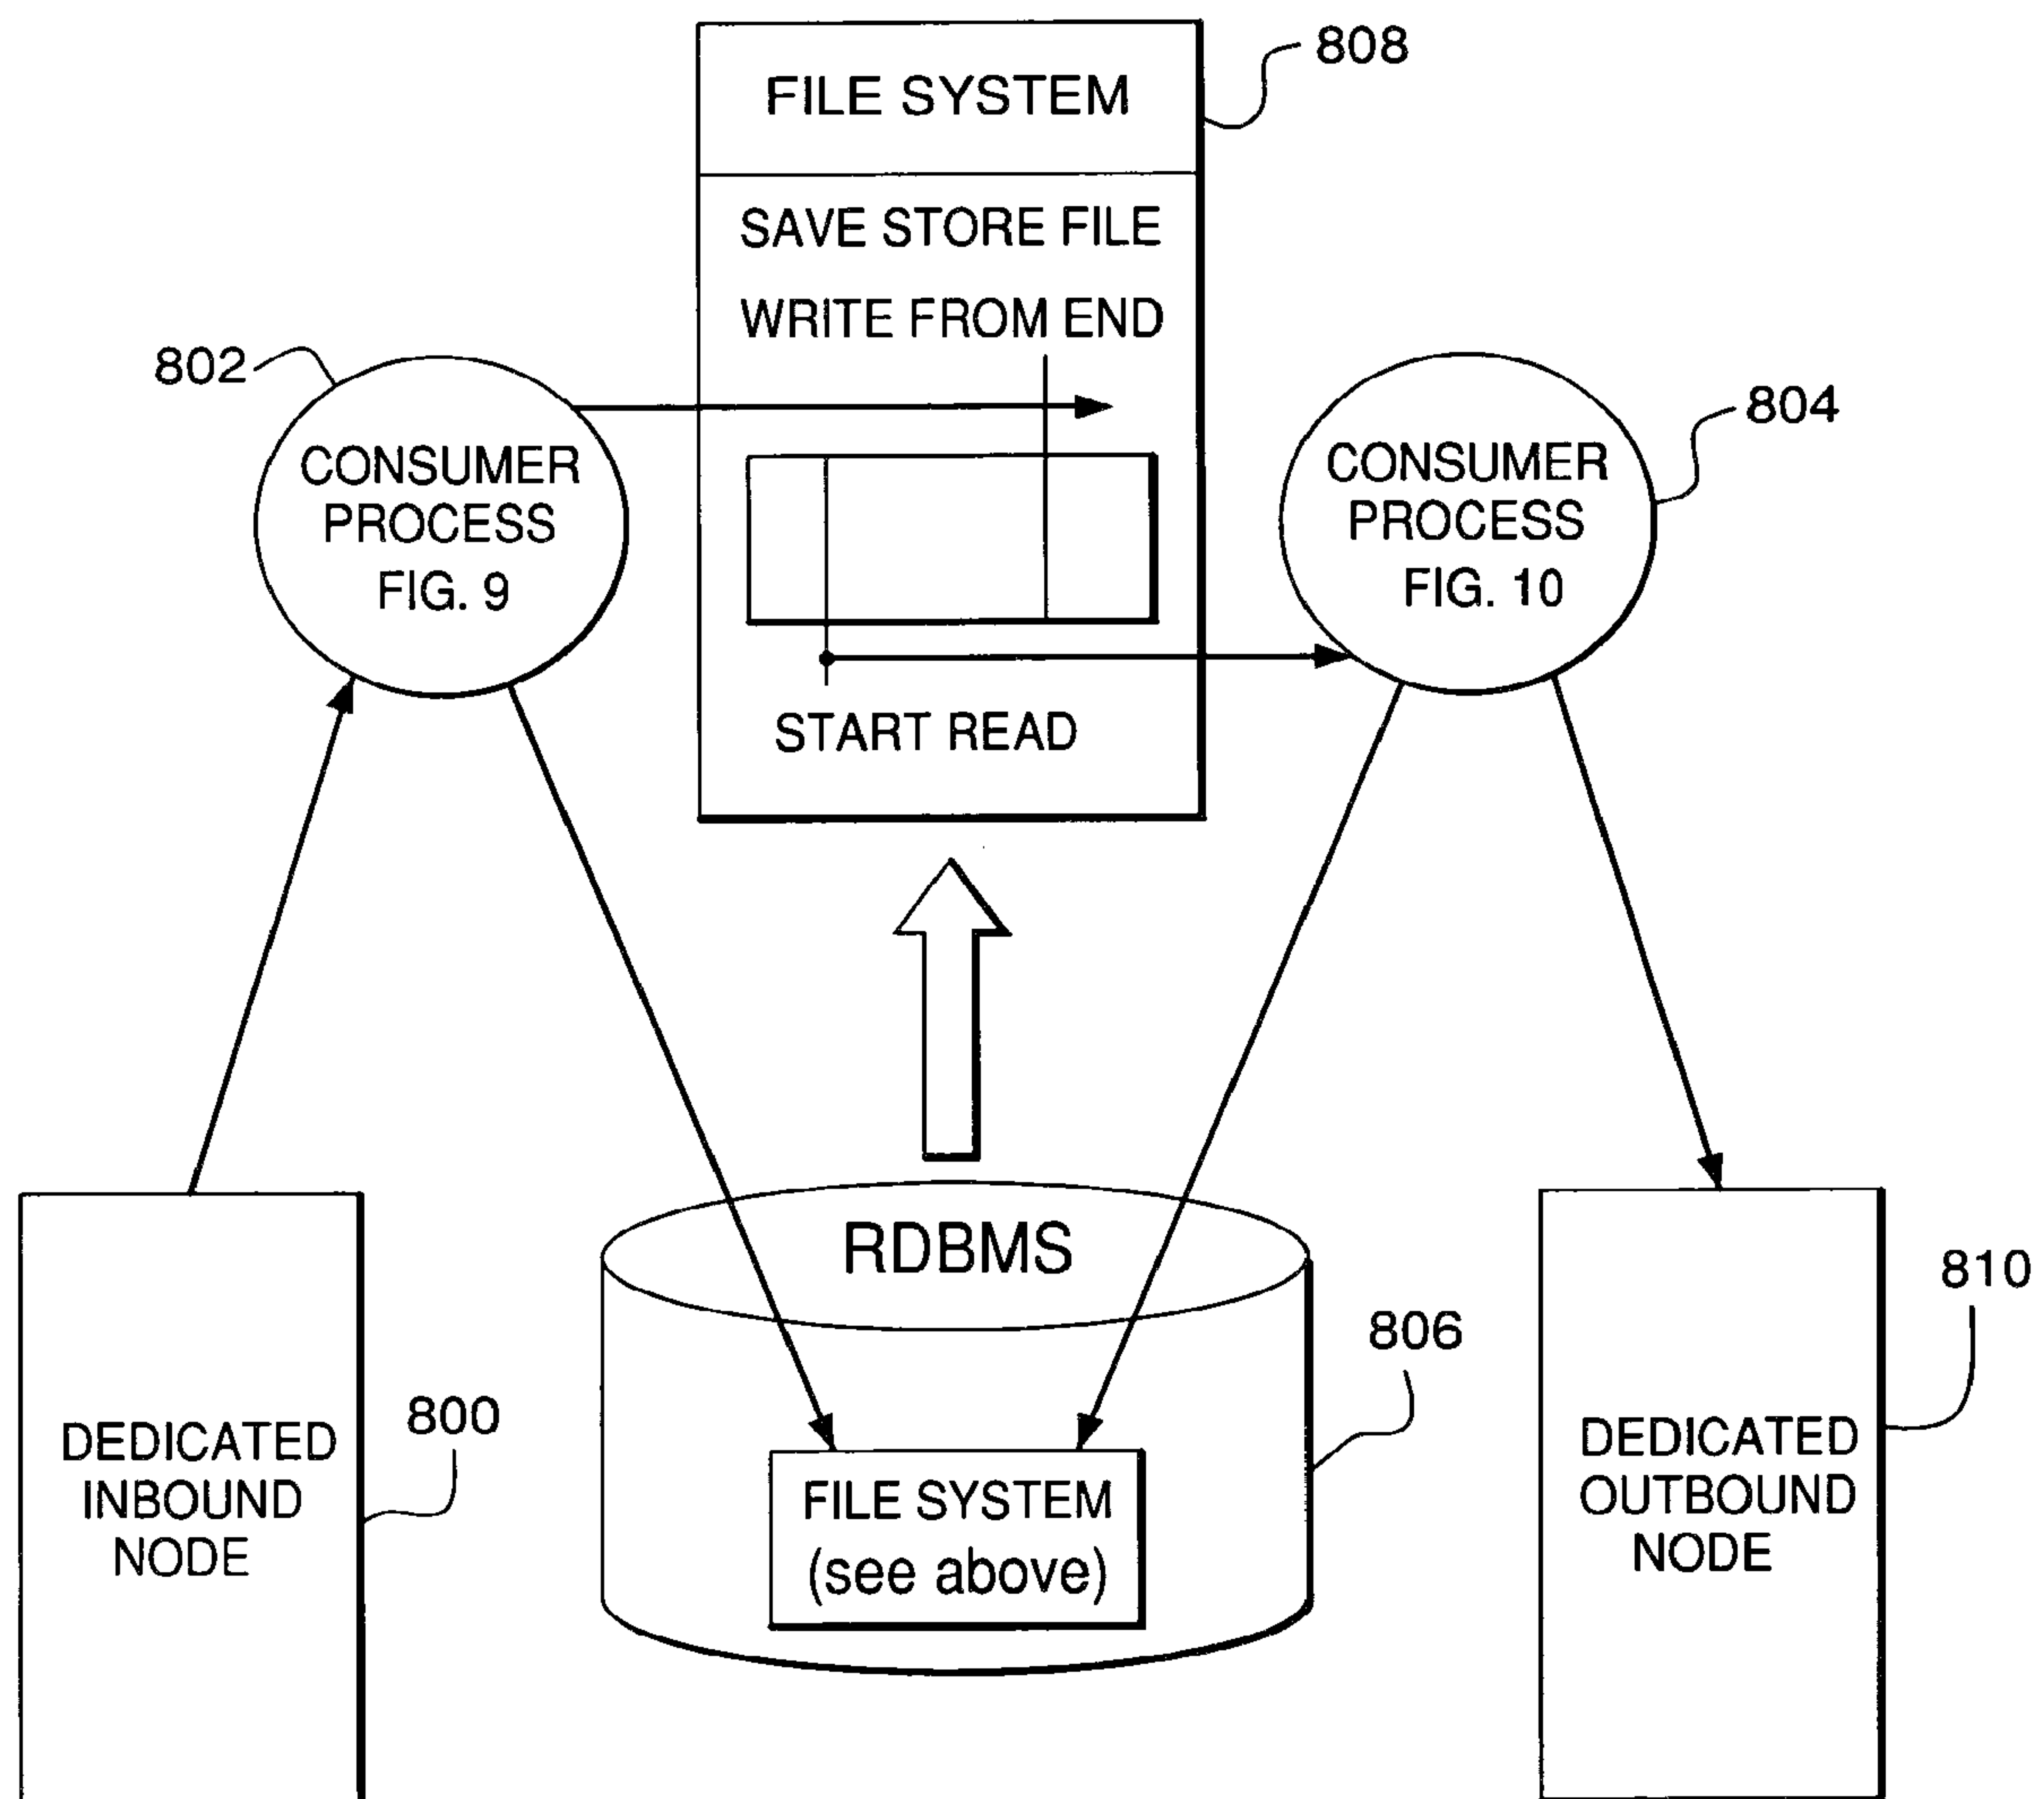 808
FILE SYSTEM
SAVE STORE FILE
WRITE FROM END
802
804
CONSUMER
PROCESS
FIG. 9
CONSUMER
PROCESS
FIG. 10
START READ
RDBMS
810
806
800
DEDICATED
INBOUND
NODE
FILE SYSTEM
(see above)
DEDICATED
OUTBOUND
NODE